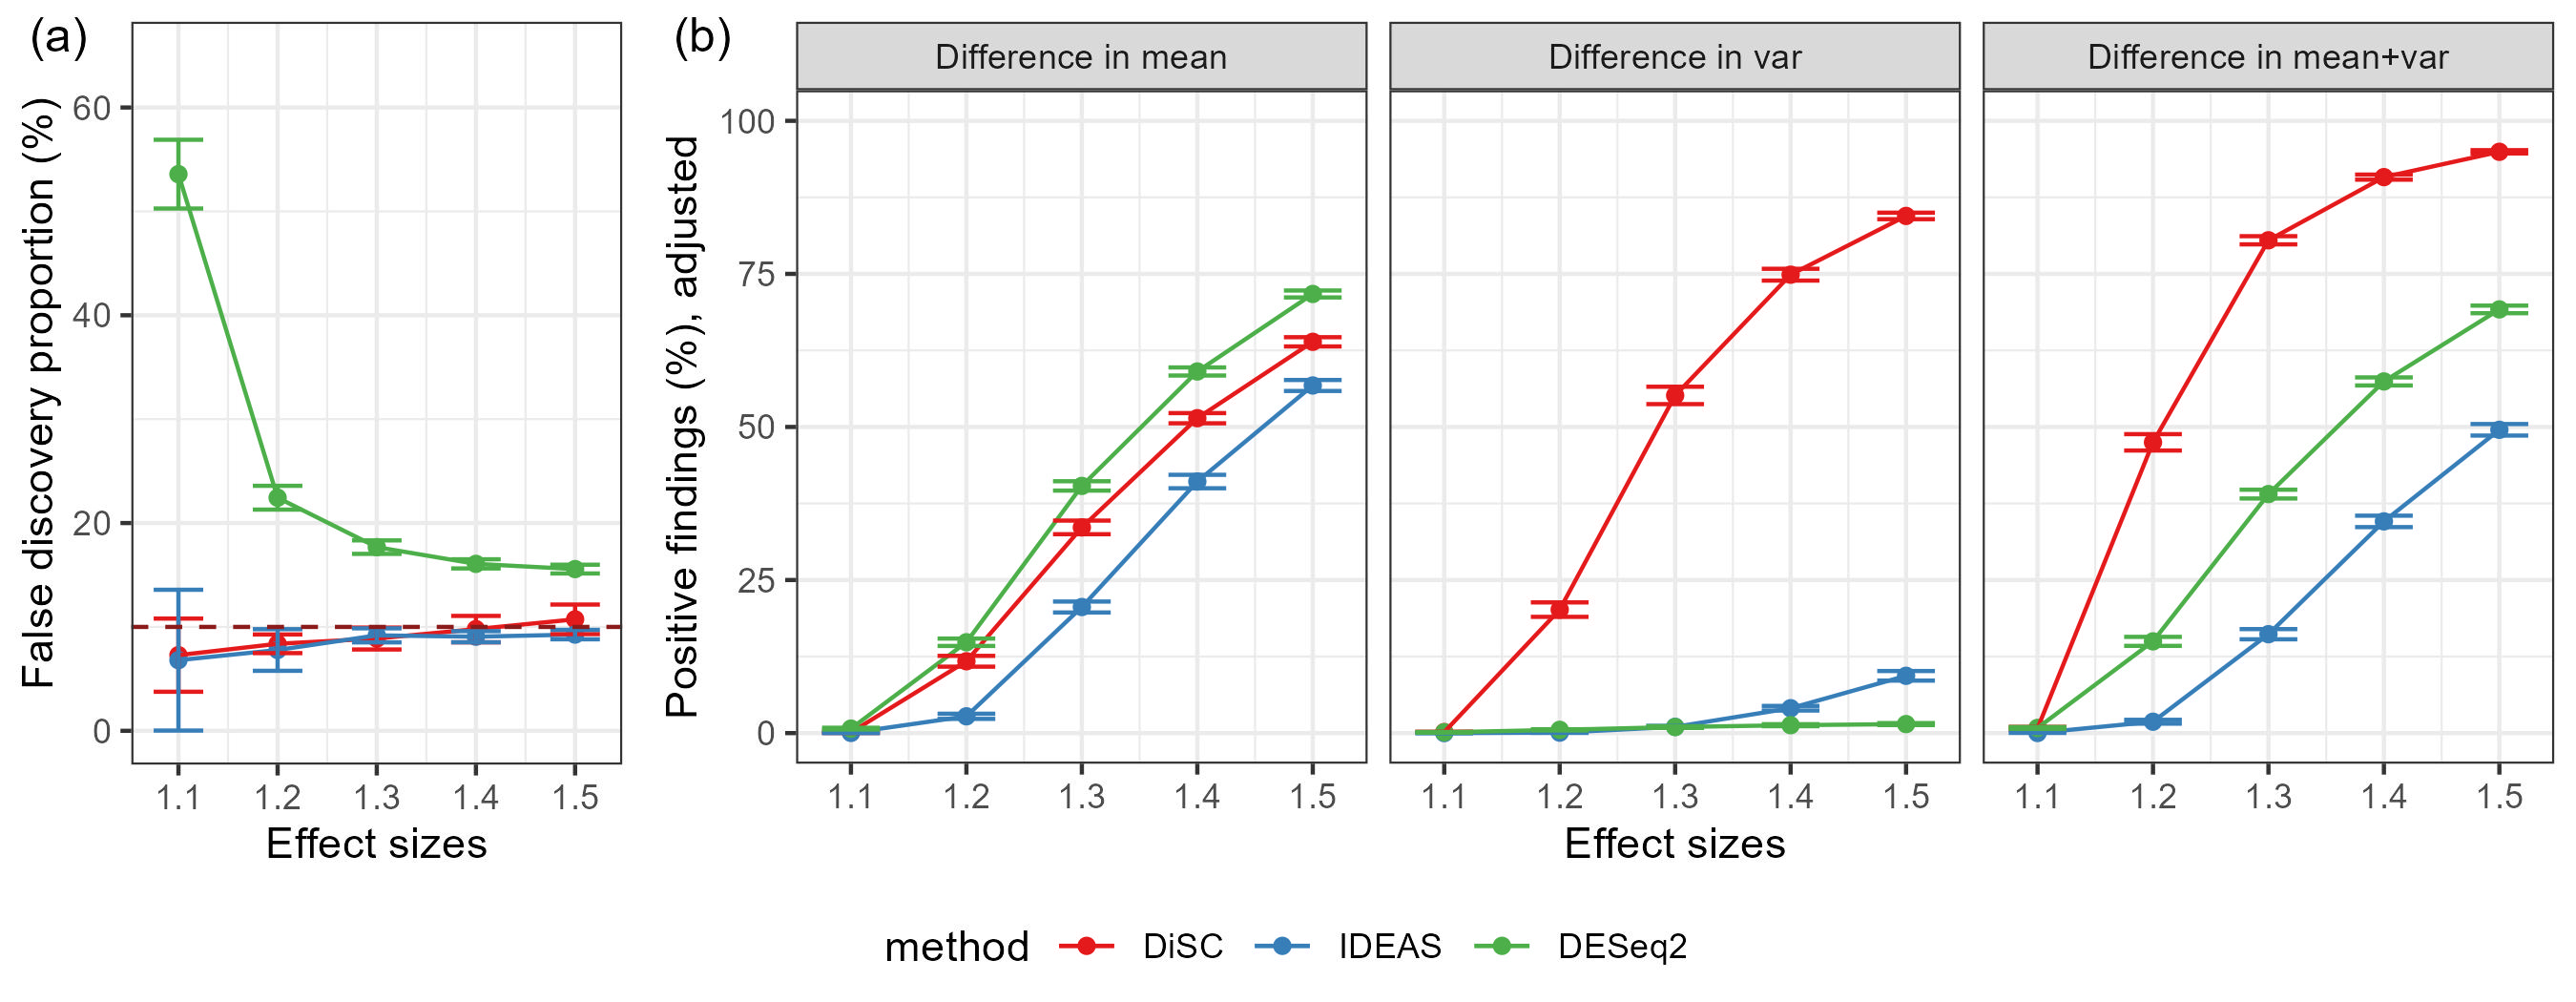 (a)
False discovery proportion (%)
60
40
20
0
1.1 1.2 1.3 1.4 1.5
Effect sizes
(b)
Difference in mean
Difference in var
Difference in mean+var
Positive findings (%), adjusted
100
75
50
25
0
1.1 1.2 1.3 1.4 1.5
1.1 1.2 1.3 1.4 1.5
1.1 1.2 1.3 1.4 1.5
Effect sizes
method DiSC IDEAS DESeq2